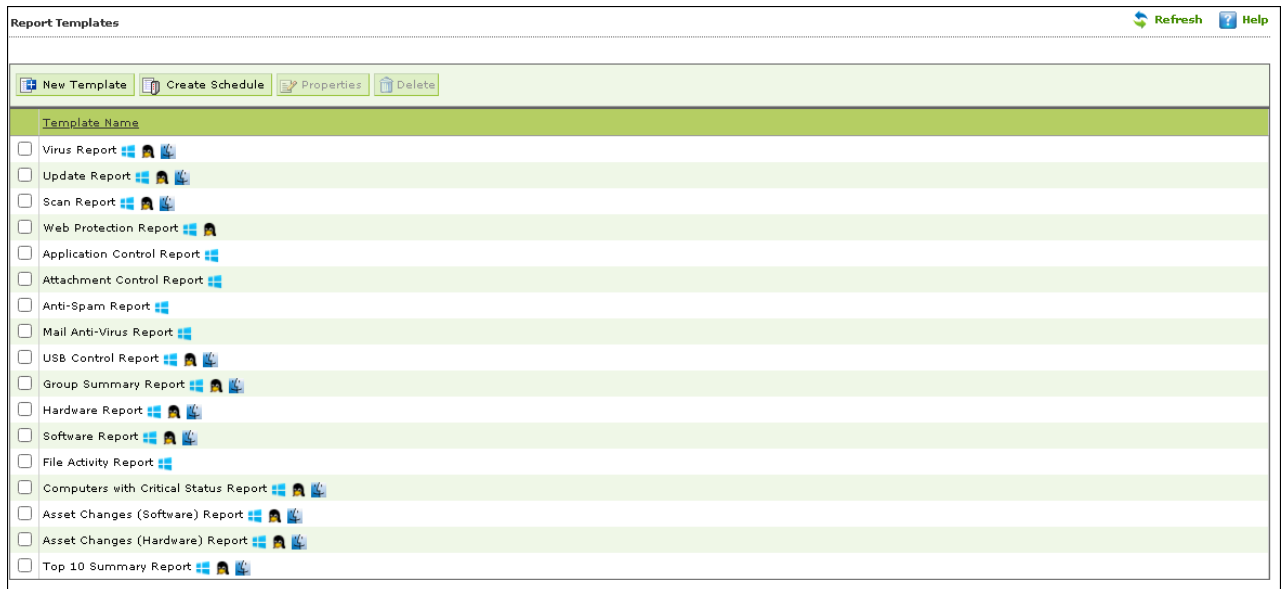 Report Templates
Refresh Help
New Template Create Schedule Properties Delete
Template Name
Virus Report
Update Report
Scan Report
Web Protection Report
Application Control Report
Attachment Control Report
Anti-Spam Report
Mail Anti-Virus Report
USB Control Report
Group Summary Report
Hardware Report
Software Report
File Activity Report
Computers with Critical Status Report
Asset Changes (Software) Report
Asset Changes (Hardware) Report
Top 10 Summary Report